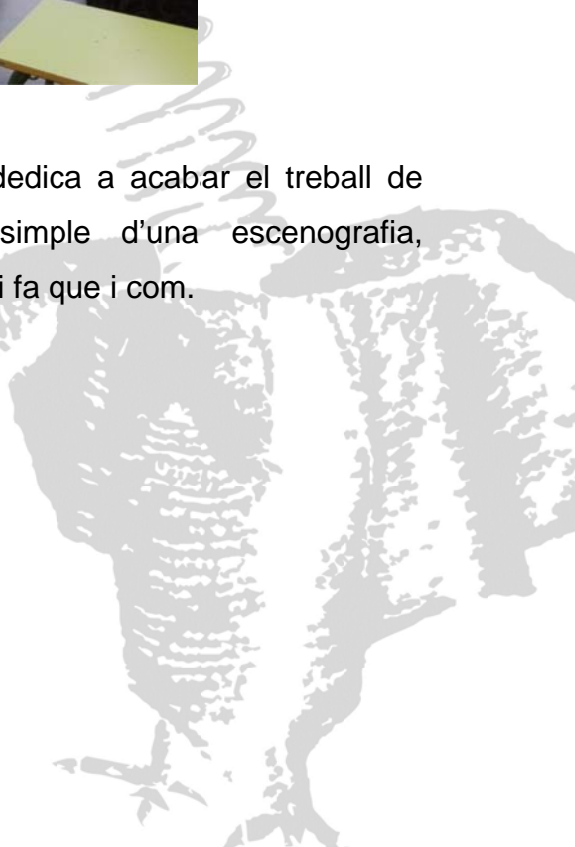 dedica a acabar el treball de
simple d'una escenografia,
i fa que i com.